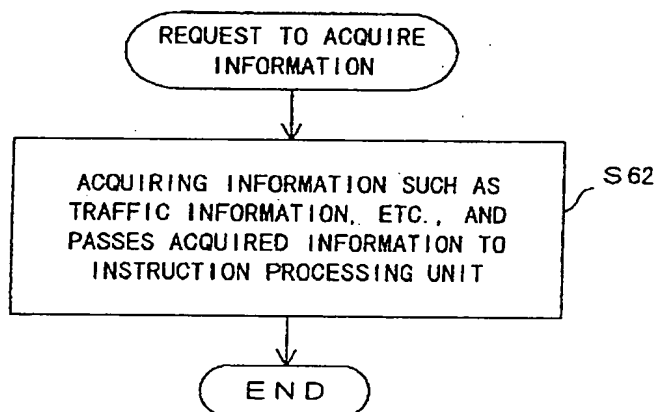 REQUEST TO ACQUIRE
INFORMATION
ACQUIRING INFORMATION SUCH AS
TRAFFIC INFORMATION, ETC., AND
PASSES ACQUIRED INFORMATION TO
INSTRUCTION PROCESSING UNIT
S62
END